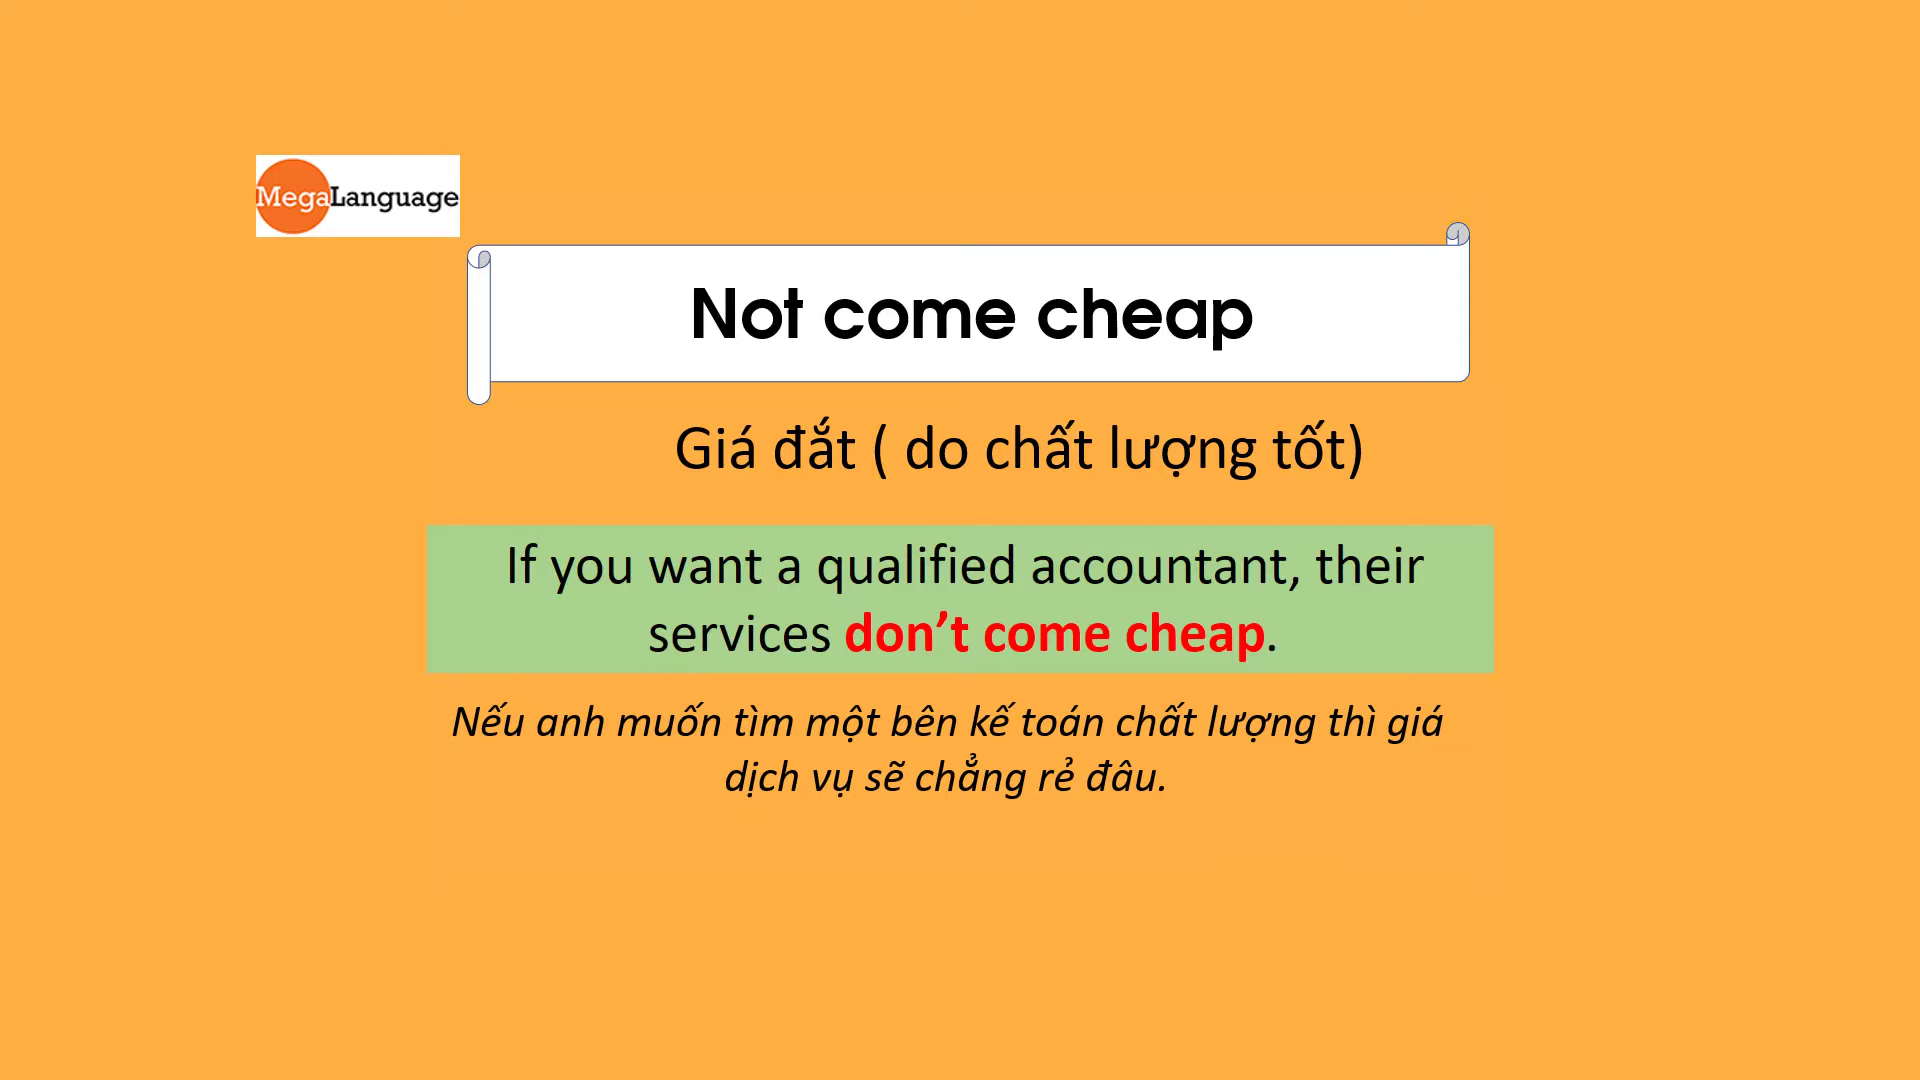 MegaLanguage
Not come cheap
Giá đắt ( do chất lượng tốt)
If you want a qualified accountant, their
services don’t come cheap.
Nếu anh muốn tìm một bên kế toán chất lượng thì giá
dịch vụ sẽ chẳng rẻ đâu.